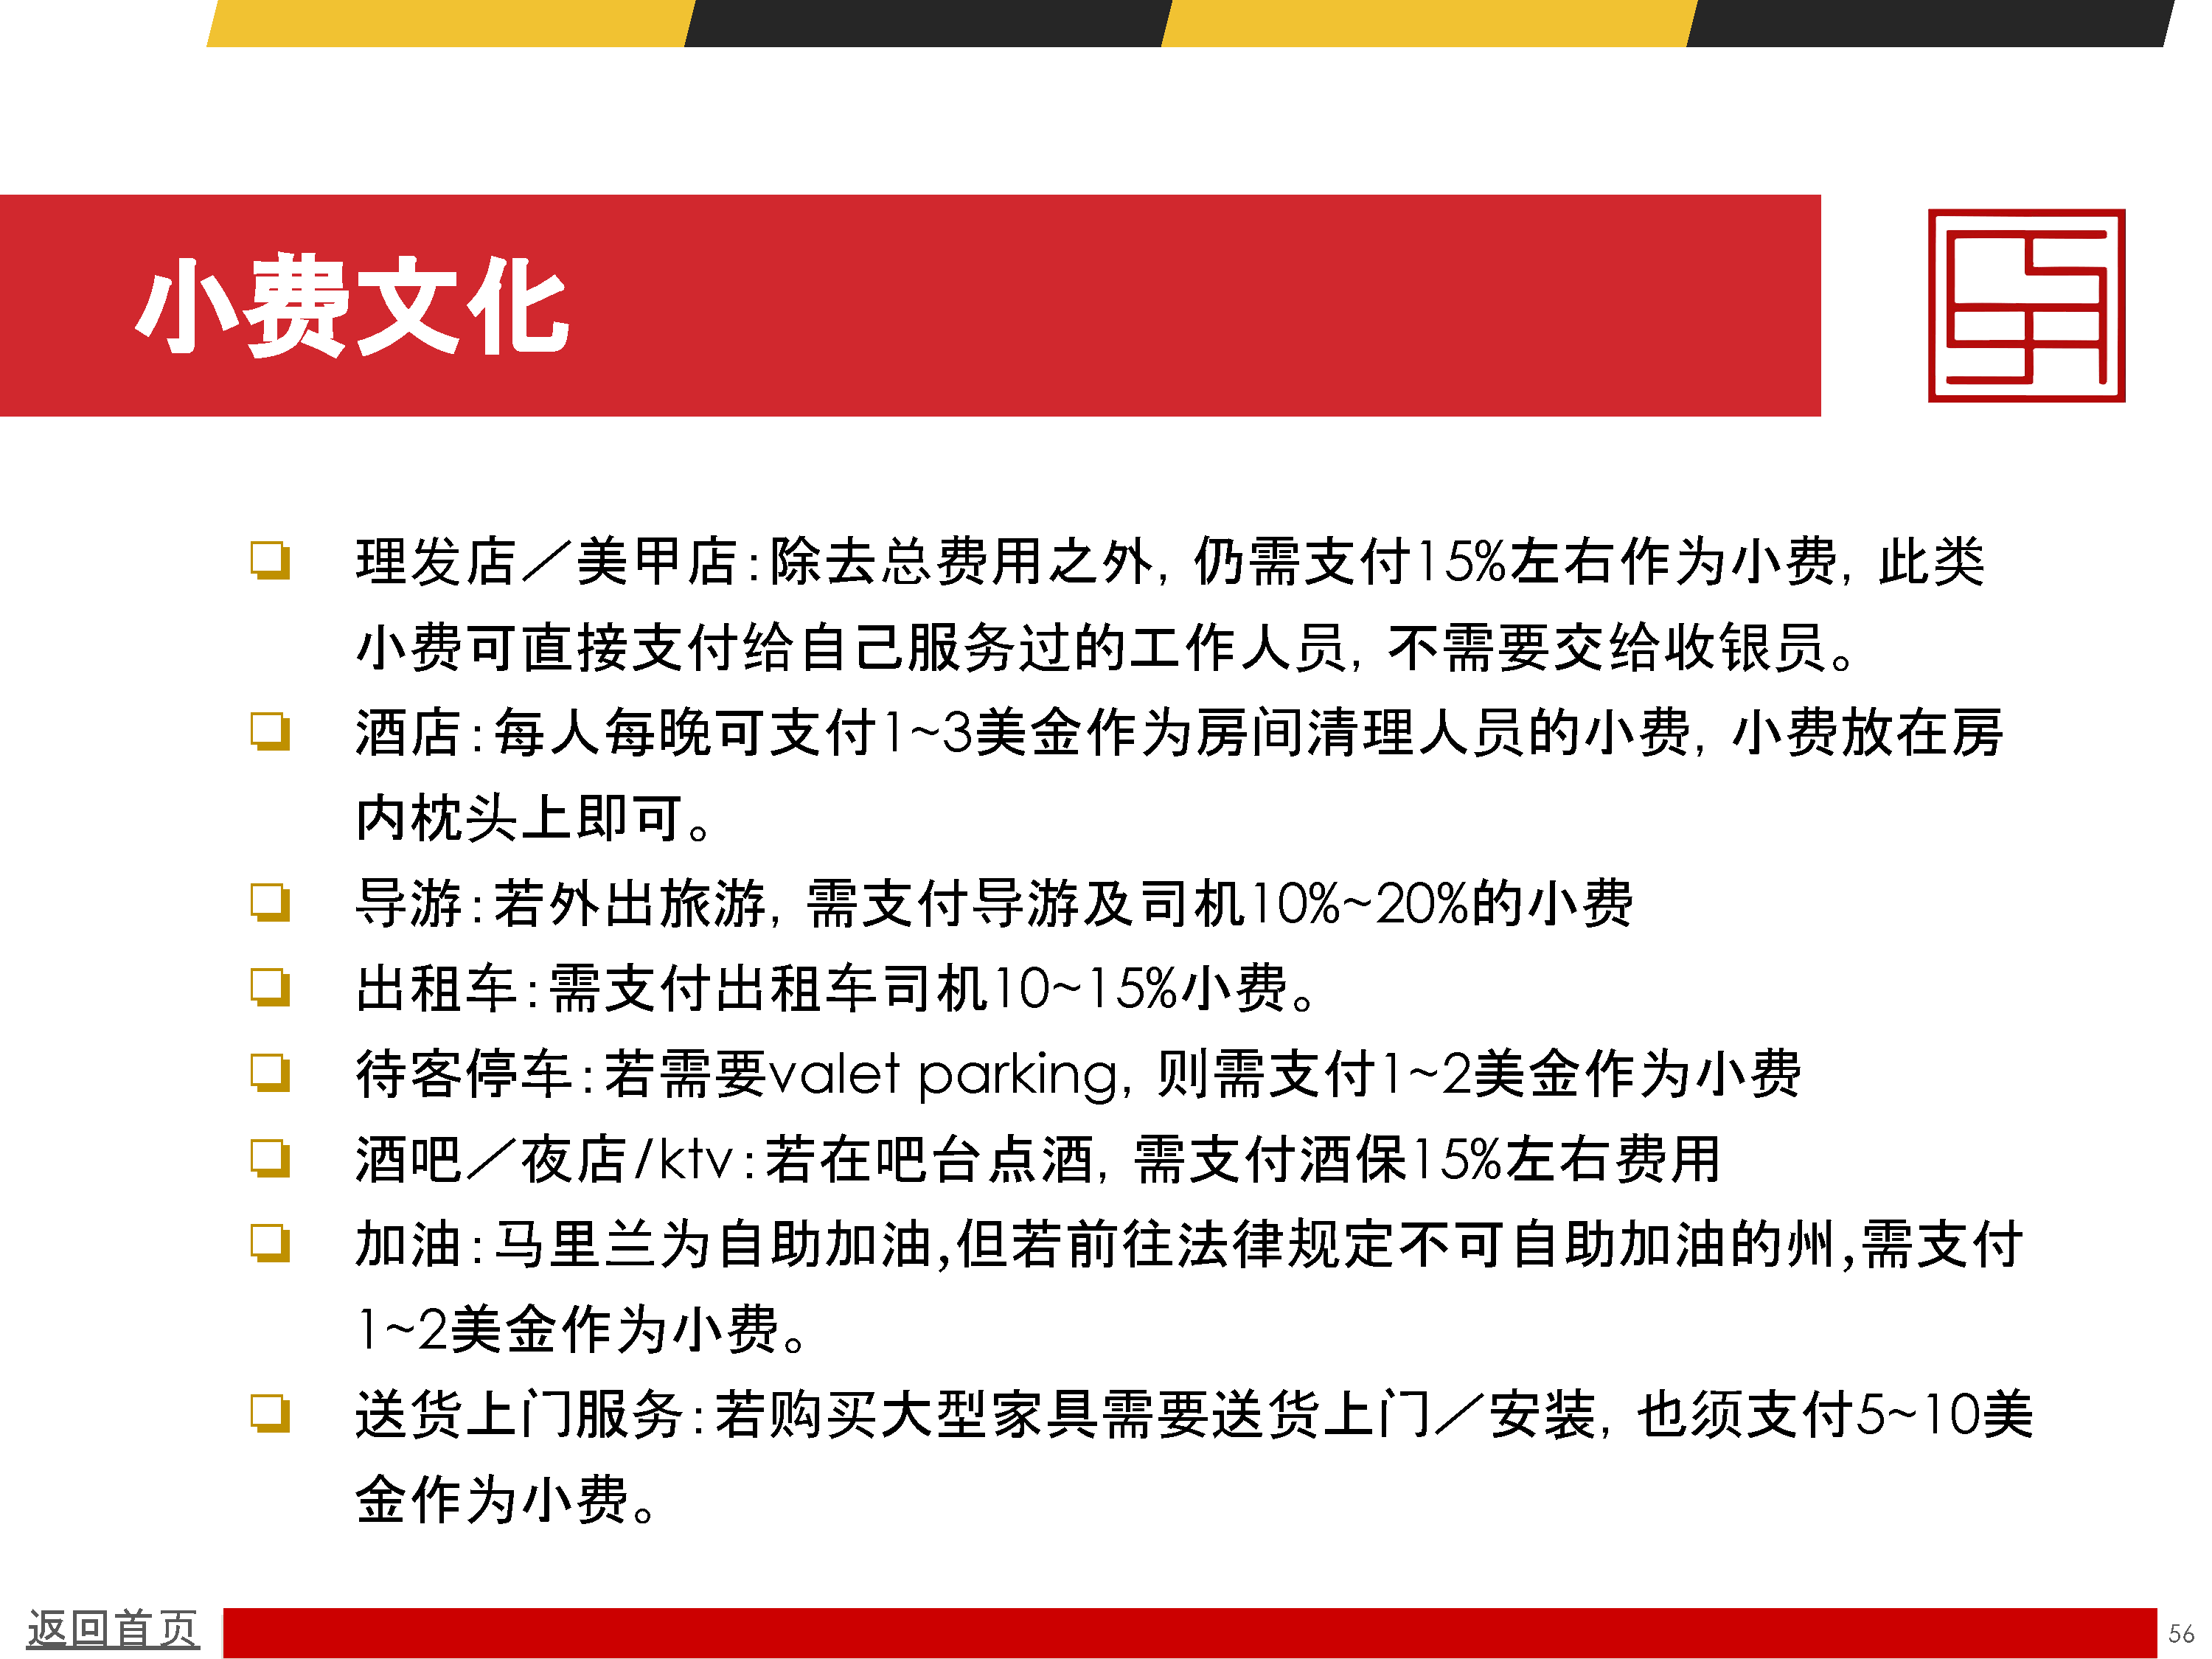 小费文化
理发店／美甲店：除去总费用之外，仍需支付15%左右作为小费，此类
小费可直接支付给自己服务过的工作人员，不需要交给收银员。
酒店：每人每晚可支付1~3美金作为房间清理人员的小费，小费放在房
内枕头上即可。
导游：若外出旅游，需支付导游及司机10%~20%的小费
出租车：需支付出租车司机10~15%小费。
待客停车：若需要valet parking，则需支付1~2美金作为小费
酒吧／夜店/ktv：若在吧台点酒，需支付酒保15%左右费用
加油：马里兰为自助加油,但若前往法律规定不可自助加油的州,需支付
1~2美金作为小费。
送货上门服务：若购买大型家具需要送货上门／安装，也须支付5~10美
金作为小费。
返回首页
56